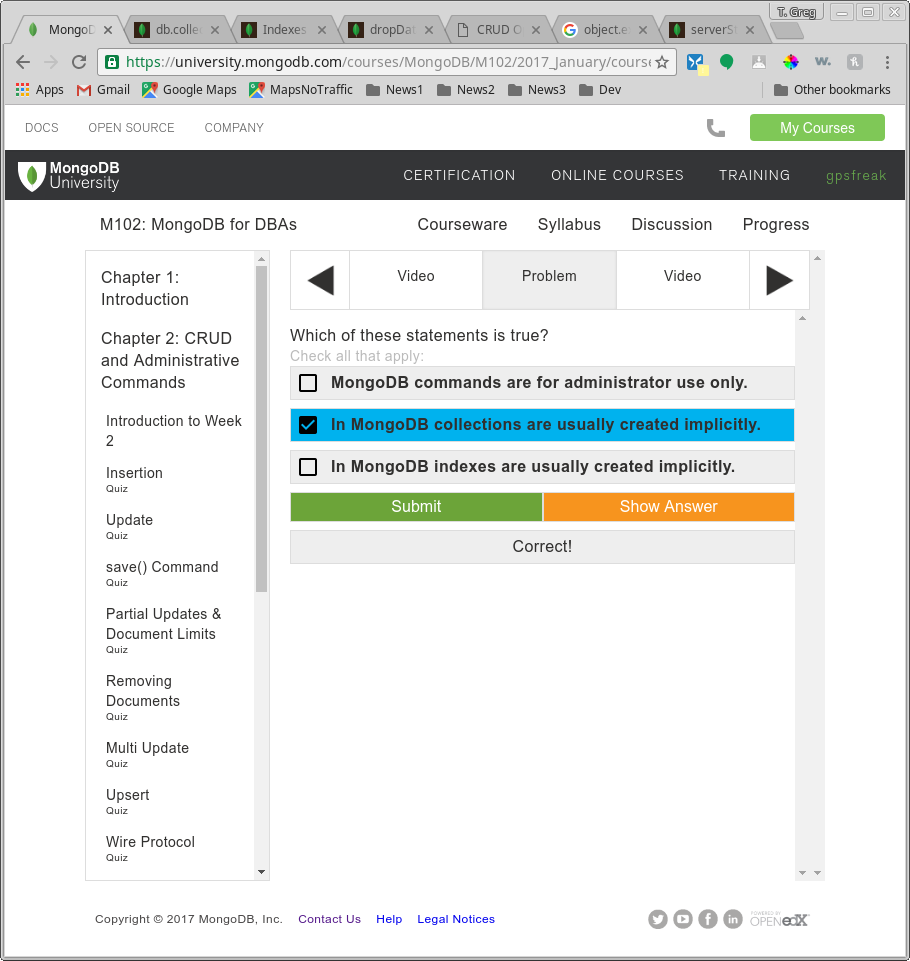 T. Greg
MongoD
db.colle
Indexes
dropDat
CRUD O
object.e
serverS
https://university.mongodb.com/courses/MongoDB/M102/2017_January/course
Apps Gmail Google Maps MapsNoTraffic News1 News2 News3 Dev Other bookmarks
DOCS OPEN SOURCE COMPANY My Courses
MongoDB
University
CERTIFICATION ONLINE COURSES TRAINING gpsfreak
M102: MongoDB for DBAs Courseware Syllabus Discussion Progress
Chapter 1:
Introduction
Chapter 2: CRUD
and Administrative
Commands
Introduction to Week
2
Insertion
Quiz
Update
Quiz
save() Command
Quiz
Partial Updates &
Document Limits
Quiz
Removing
Documents
Quiz
Multi Update
Quiz
Upsert
Quiz
Wire Protocol
Quiz
Video Problem Video
Which of these statements is true?
Check all that apply:
MongoDB commands are for administrator use only.
In MongoDB collections are usually created implicitly.
In MongoDB indexes are usually created implicitly.
Submit Show Answer
Correct!
Copyright © 2017 MongoDB, Inc. Contact Us Help Legal Notices
POWERED BY
OPEN edX